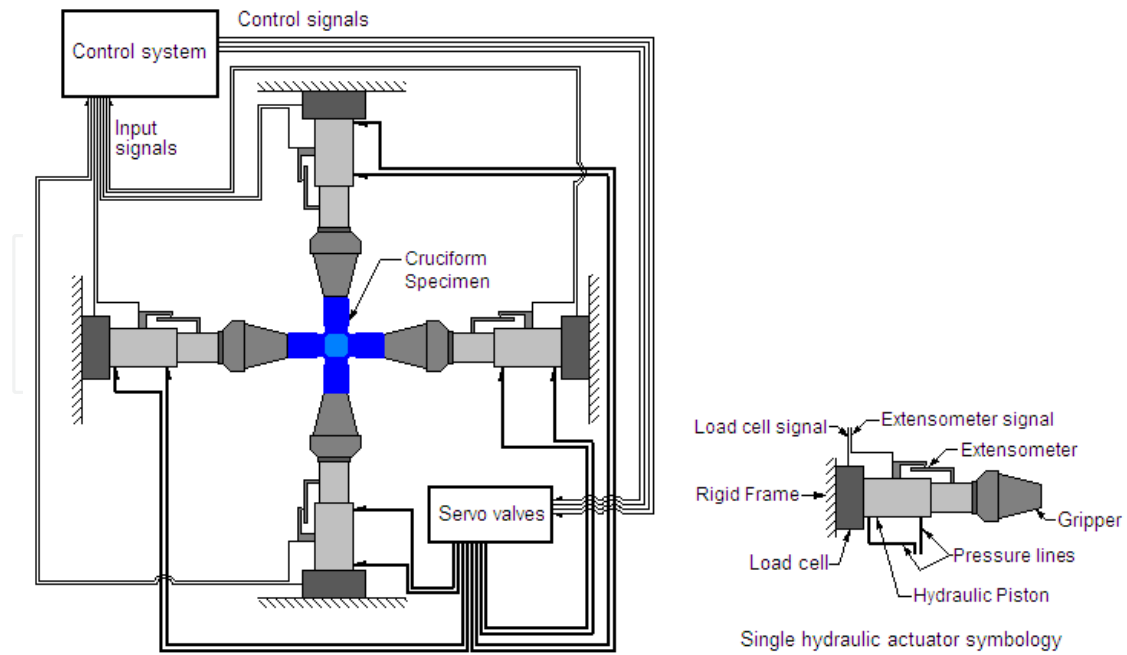 Control signals
Control system
Input
signals
Cruciform
Specimen
Servo valves
Load cell signal
Extensometer signal
Extensometer
Rigid Frame
Gripper
Load cell
Pressure lines
Hydraulic Piston
Single hydraulic actuator symbology